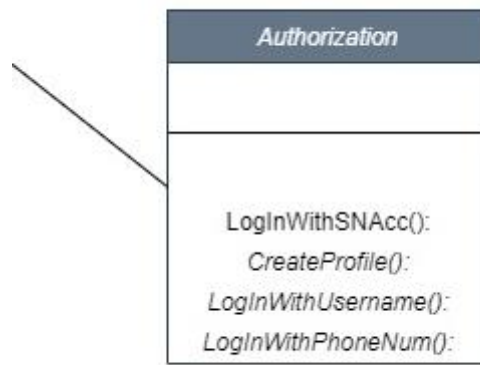 Authorization
LogInWithSNAcc():
CreateProfile():
LogInWithUsername():
LogInWithPhoneNum():